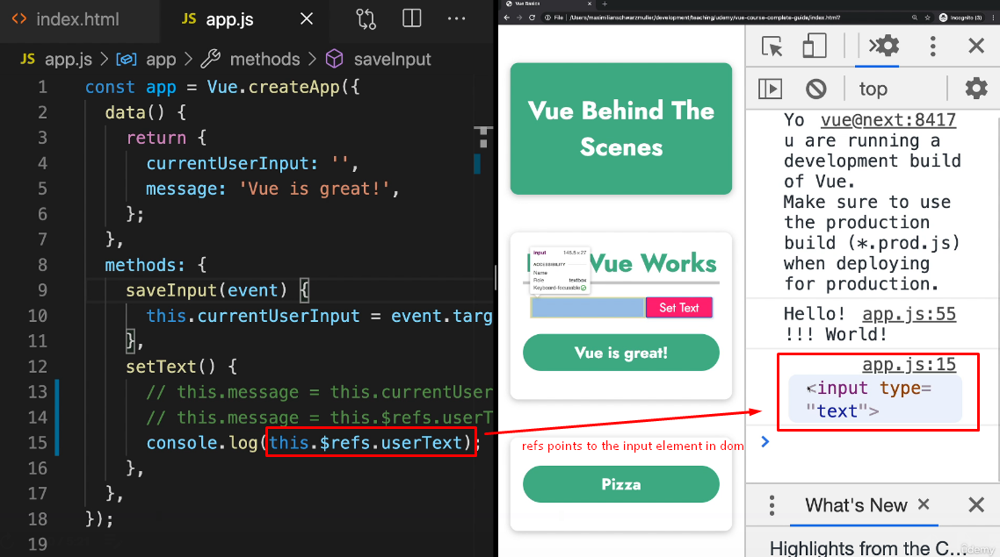 index.html
JS app.js
JS app.js > app > methods > saveInput
1 const app = Vue.createApp({
2 data() {
3 return {
4 currentUserInput: '',
5 message: 'Vue is great!',
6 };
7 },
8 methods: {
9 saveInput(event) {
10 this.currentUserInput = event.targ
11 },
12 setText() {
13 // this.message = this.currentUser
14 // this.message = this.$refs.userT
15 console.log(this.$refs.userText);
16 },
17 },
18 });
19
Vue Basics
File /Users/maximilianschwarzmuller/development/teaching/udemy/vue-course-complete-guide/index.html?
Incognito (3)
Vue Behind The
Scenes
Vue Works
input 146.5 x 27
ACCESSIBILITY
Name
Role textbox
Keyboard-focusable
Set Text
Vue is great!
refs points to the input element in dom
Pizza
top
Yo vue@next:8417
u are running a
development build
of Vue.
Make sure to use
the production
build (*.prod.js)
when deploying
for production.
Hello! app.js:55
!!! World!
app.js:15
<input type=
"text">
What's New
Highlights from the C...
ûdemy